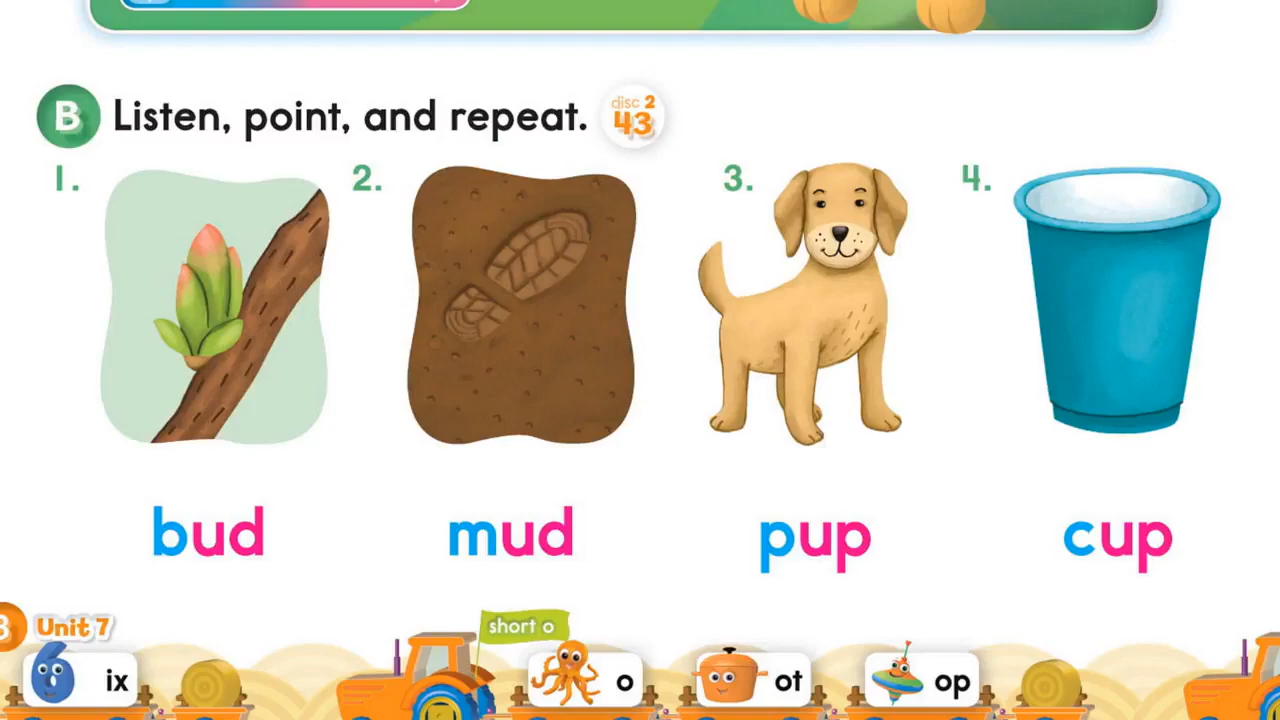 B Listen, point, and repeat. disc 2 43
1. 2. 3. 4.
bud mud pup cup
Unit 7
short o
ix o ot op